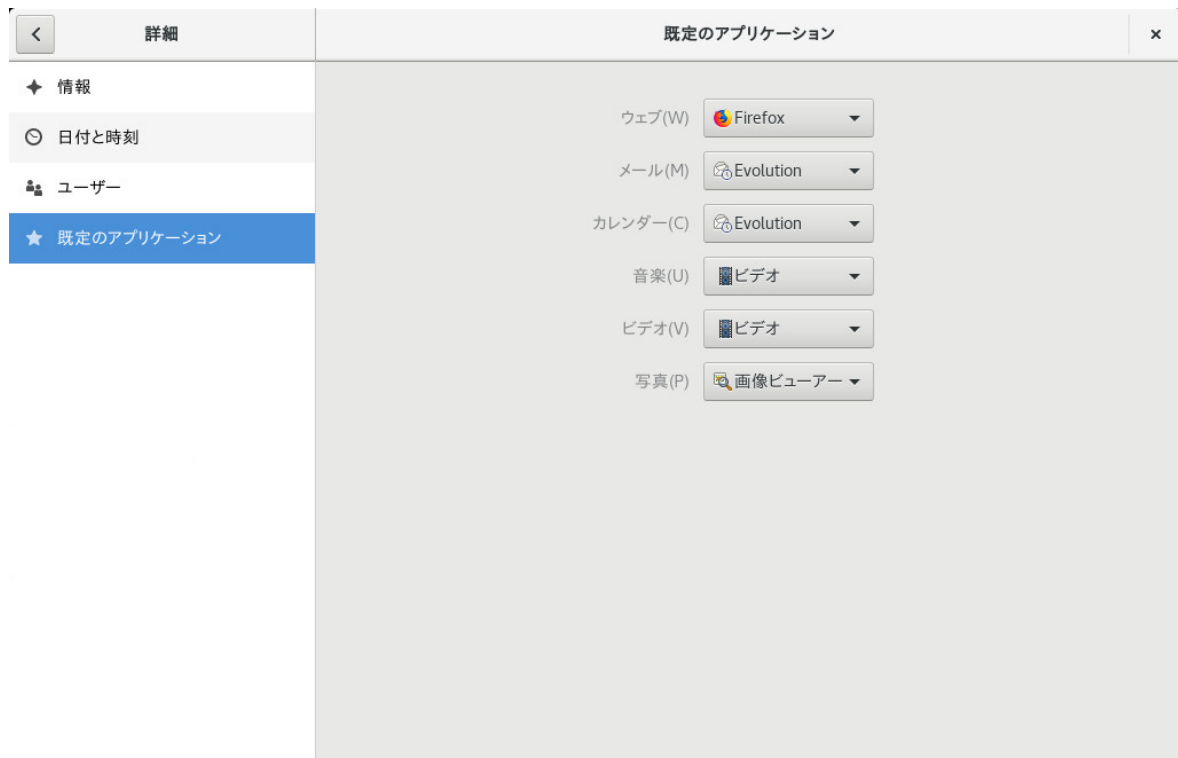 詳細
既定のアプリケーション
情報
日付と時刻
ユーザー
既定のアプリケーション
ウェブ(W) Firefox
メール(M) Evolution
カレンダー(C) Evolution
音楽(U) ビデオ
ビデオ(V) ビデオ
写真(P) 画像ビューアー